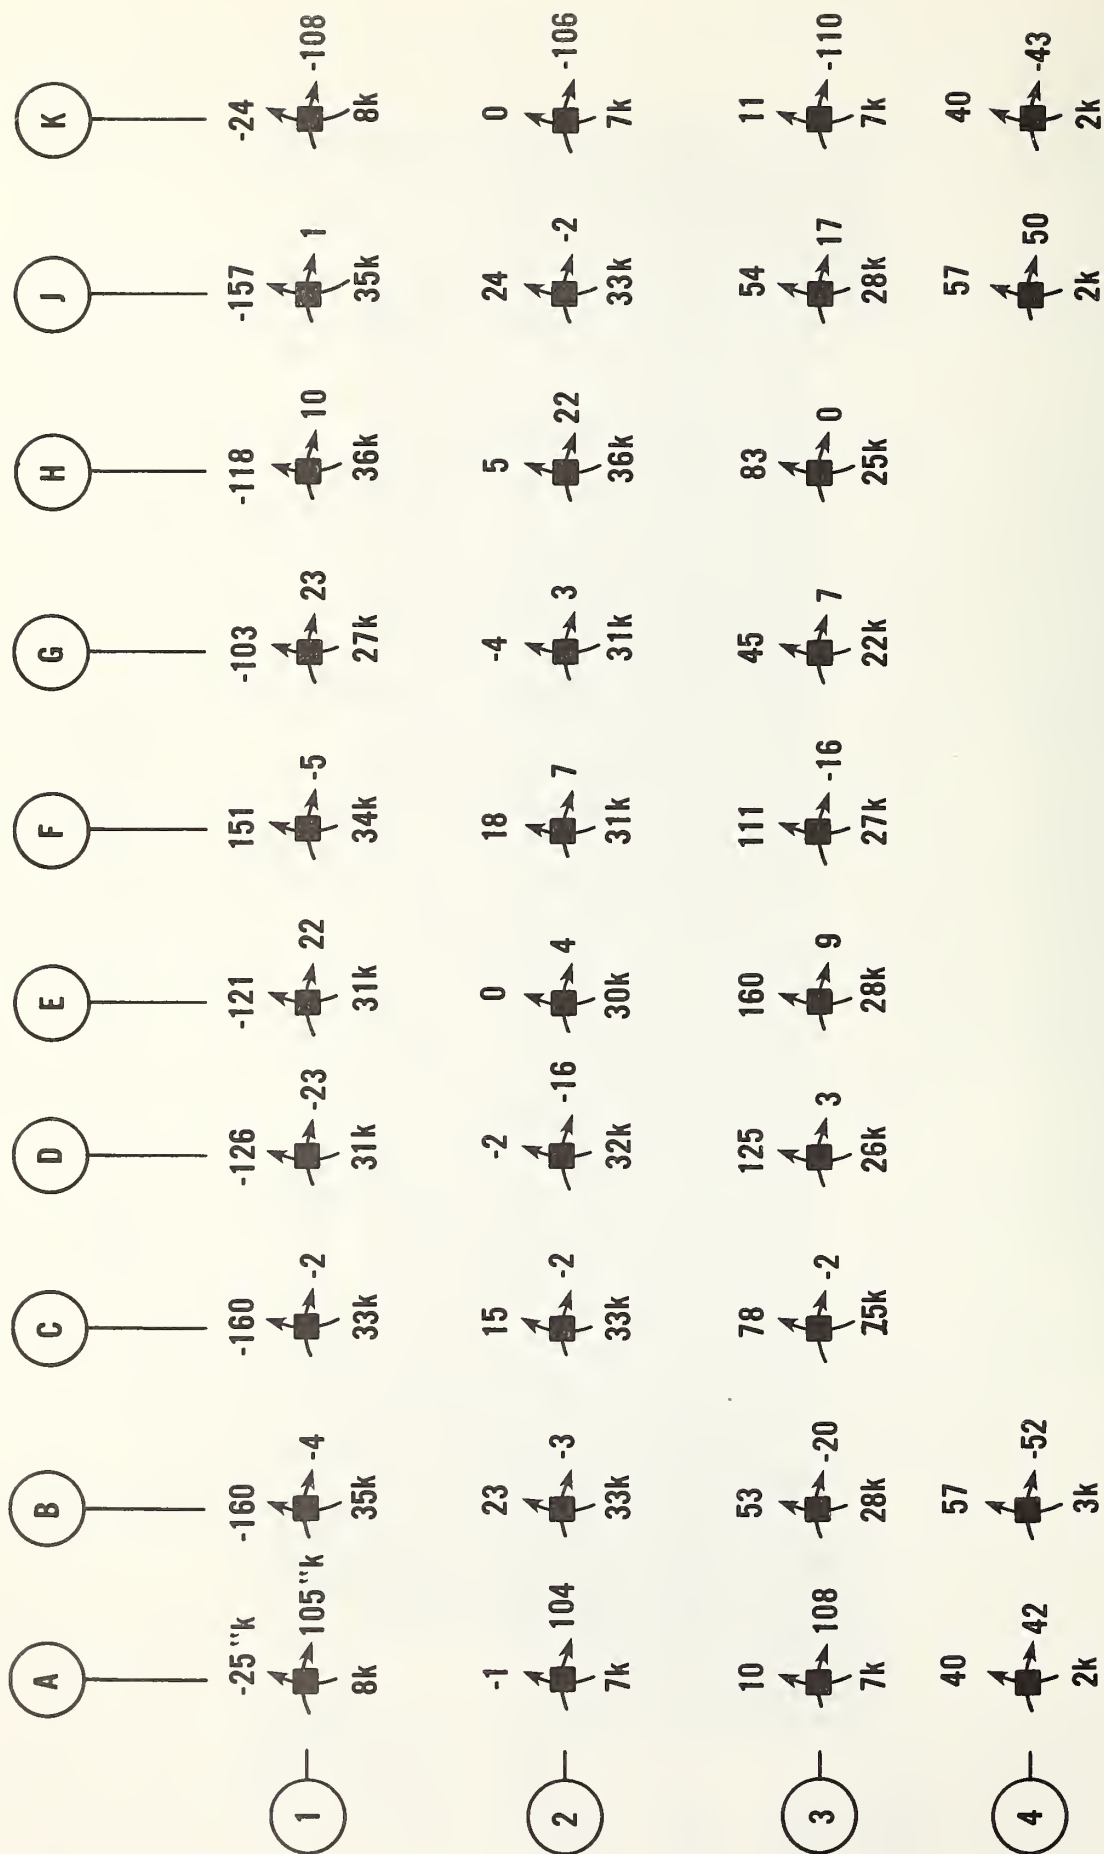 A B C D E F G H J K
-25"k -160 -160 -126 -121 151 -103 -118 -157 -24
1 105"k -4 -2 -23 22 -5 23 10 1 -108
8k 35k 33k 31k 31k 34k 27k 36k 35k 8k
-1 23 15 -2 0 18 -4 5 24 0
2 104 -3 -2 -16 4 7 3 22 -2 -106
7k 33k 33k 32k 30k 31k 31k 36k 33k 7k
10 53 78 125 160 111 45 83 54 11
3 108 -20 -2 3 9 -16 7 0 17 -110
7k 28k 25k 26k 28k 27k 22k 25k 28k 7k
40 57 57 40
4 42 -52 50 -43
2k 3k 2k 2k